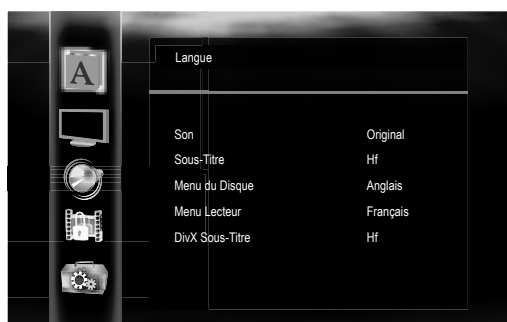 A
Langue
Son Original
Sous-Titre Hf
Menu du Disque Anglais
Menu Lecteur Français
DivX Sous-Titre Hf